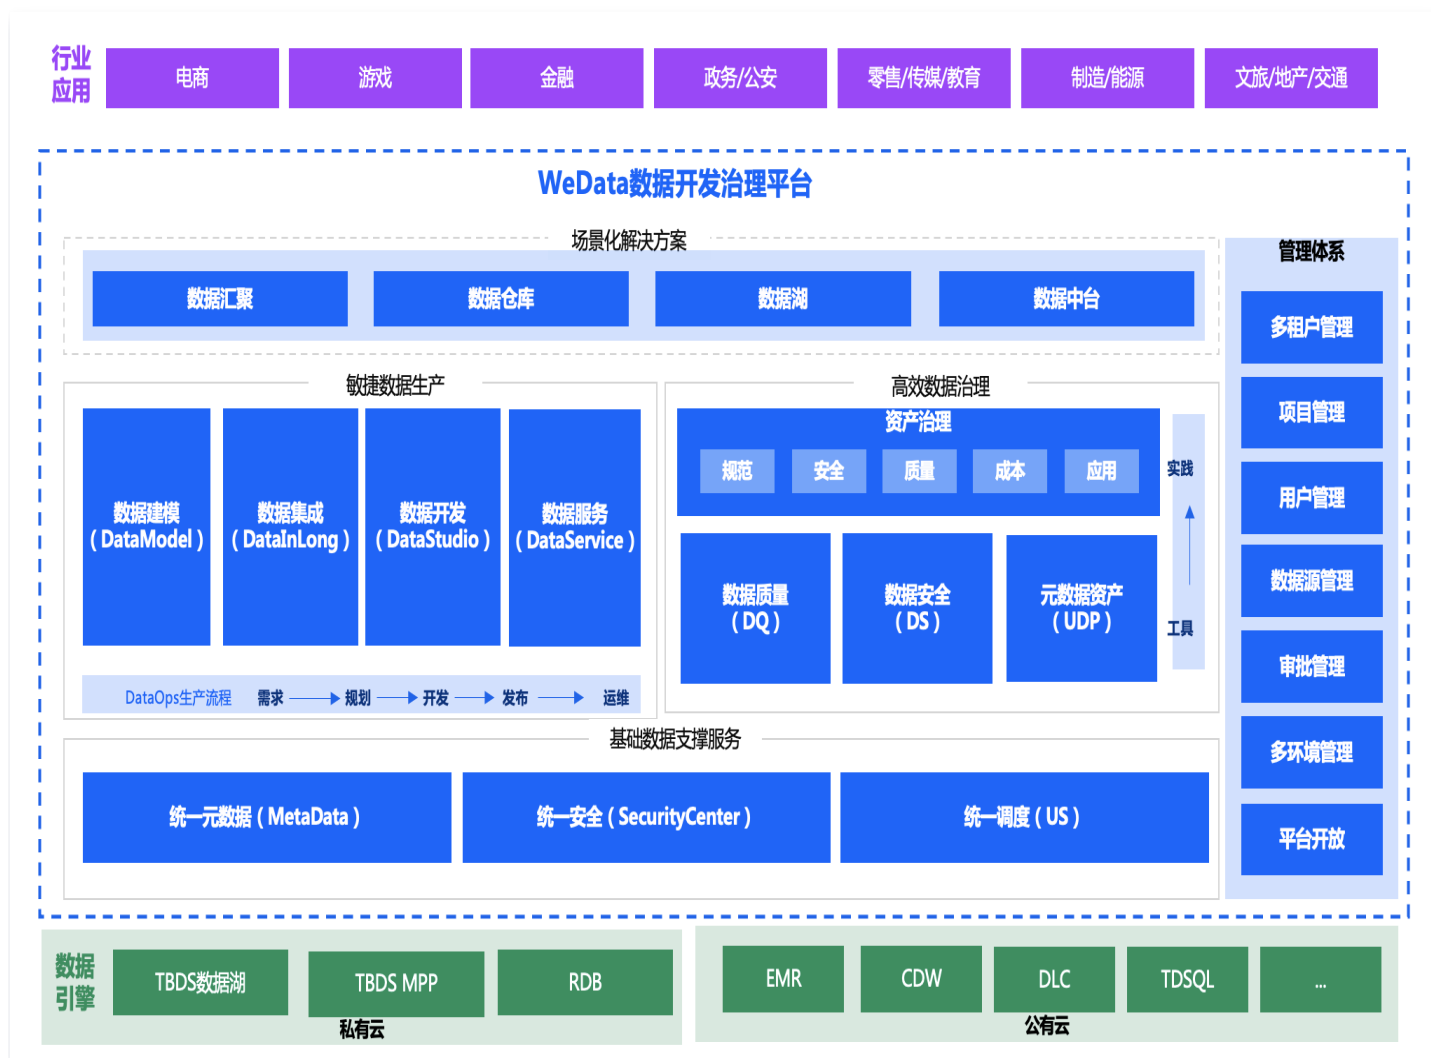 行业
应用
电商
游戏
金融
政务/公安
零售/传媒/教育
制造/能源
文旅/地产/交通
WeData数据开发治理平台
场景化解决方案
数据汇聚
数据仓库
数据湖
数据中台
敏捷数据生产
数据建模
（DataModel）
数据集成
（DataInLong）
数据开发
（DataStudio）
数据服务
（DataService）
DataOps生产流程
需求
规划
开发
发布
运维
高效数据治理
资产治理
规范
安全
质量
成本
应用
数据质量
（DQ）
数据安全
（DS）
元数据资产
（UDP）
实践
工具
基础数据支撑服务
统一元数据（MetaData）
统一安全（SecurityCenter）
统一调度（US）
管理体系
多租户管理
项目管理
用户管理
数据源管理
审批管理
多环境管理
平台开放
数据
引擎
TBDS数据湖
TBDS MPP
RDB
私有云
EMR
CDW
DLC
TDSQL
...
公有云